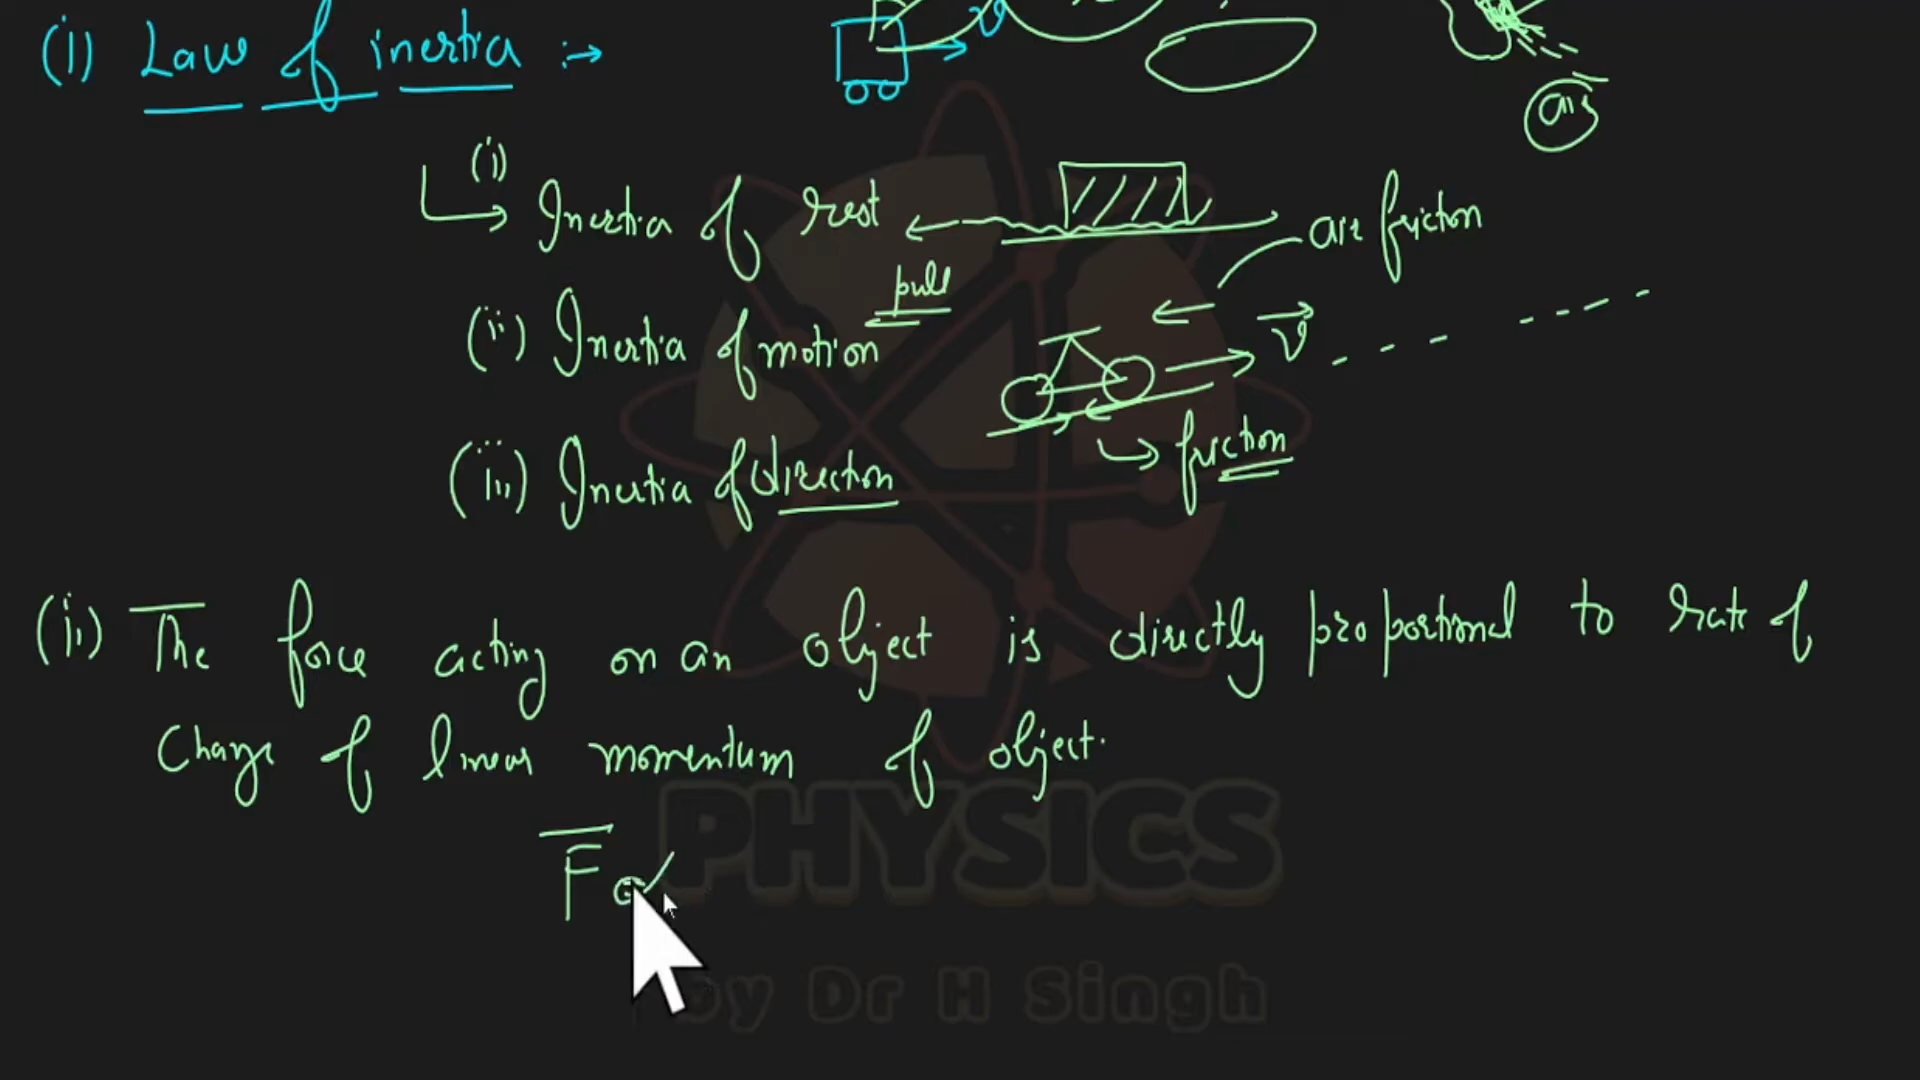 (i) Law of inertia :→
v
air
(i)
Inertia of rest
air friction
pull
(ii) Inertia of motion
v
(iii) Inertia of direction
friction
(ii) The force acting on an object is directly proportional to rate of
Change of linear momentum of object.
F ∝
PHYSICS
by Dr H Singh